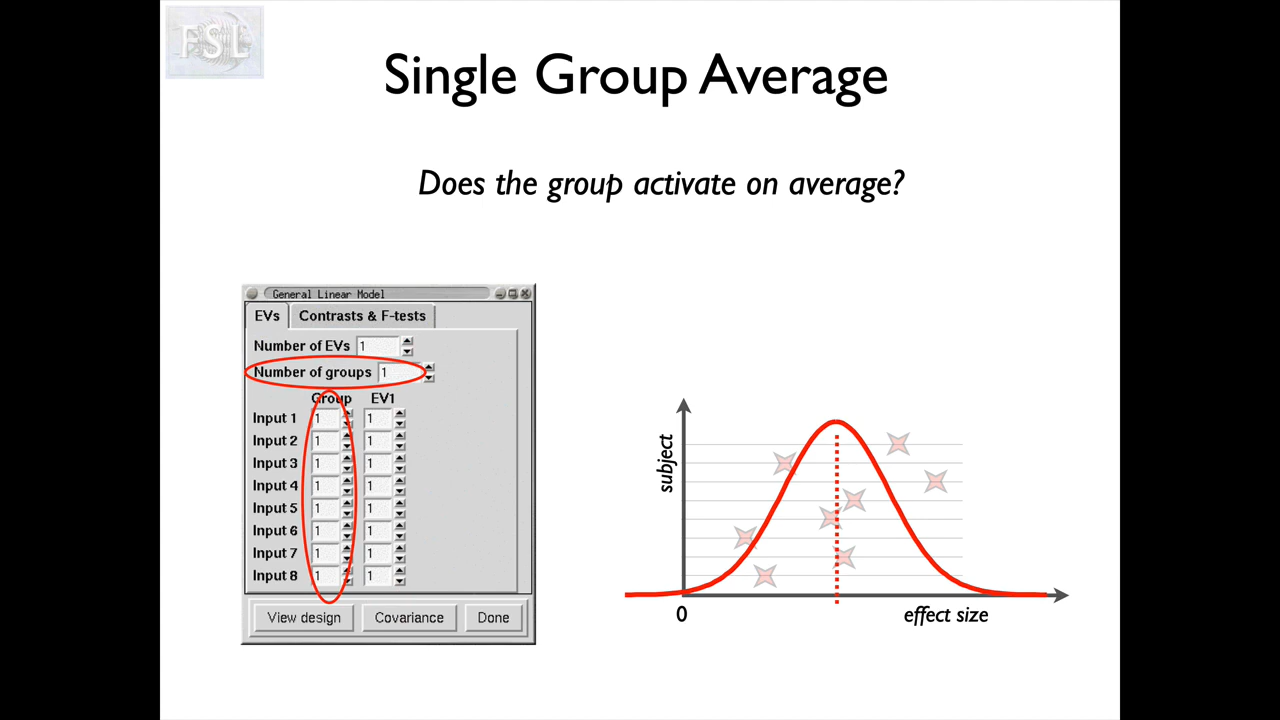 FSL
Single Group Average
Does the group activate on average?
General Linear Model
EVs Contrasts & F-tests
Number of EVs 1
Number of groups 1
Group EV1
Input 1 1 1
Input 2 1 1
Input 3 1 1
Input 4 1 1
Input 5 1 1
Input 6 1 1
Input 7 1 1
Input 8 1 1
View design Covariance Done
subject
0
effect size